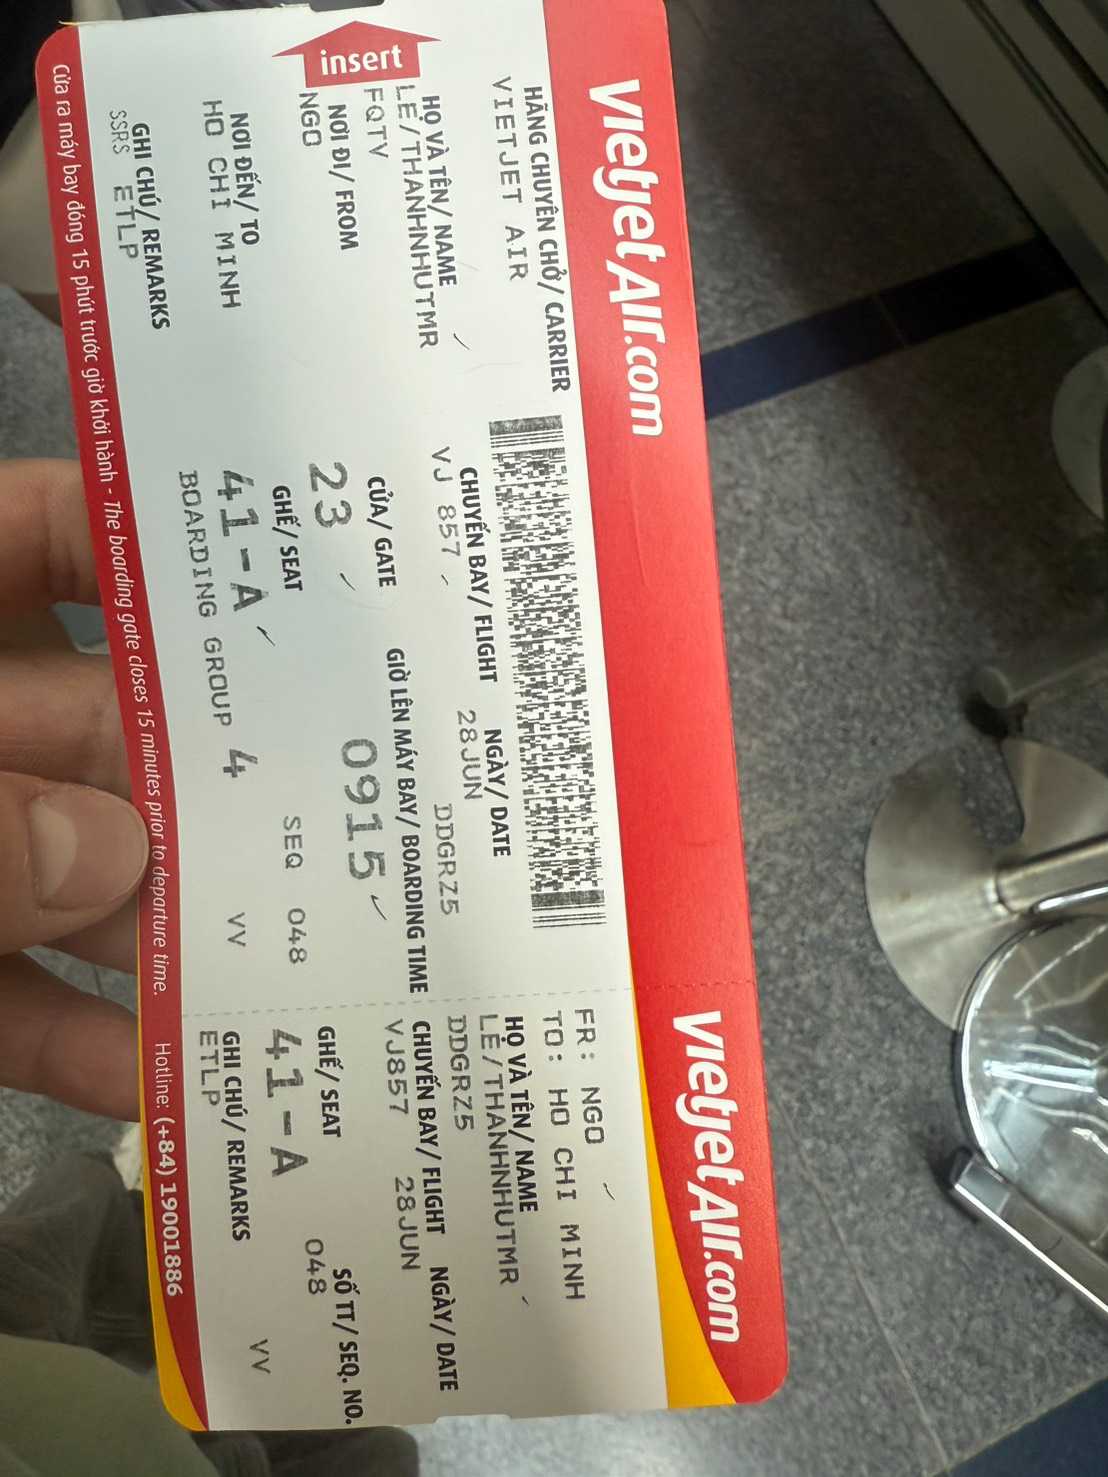 vietjetAir.com
HÃNG CHUYÊN CHỞ/ CARRIER
VIETJET AIR
insert
HỌ VÀ TÊN/ NAME
LE/THANHNHUTMR
FQTV
NƠI ĐI/ FROM
NGO
NƠI ĐẾN/ TO
HO CHI MINH
GHI CHÚ/ REMARKS
SSRS ETLP
CHUYẾN BAY/ FLIGHT NGÀY/ DATE
VJ 857 28JUN
DDGRZ5
CỬA/ GATE GIỜ LÊN MÁY BAY/ BOARDING TIME
23 0915
GHẾ/ SEAT
41-A SEQ 048
BOARDING GROUP 4 VV
Cửa ra máy bay đóng 15 phút trước giờ khởi hành - The boarding gate closes 15 minutes prior to departure time.
vietjetAir.com
FR: NGO
TO: HO CHI MINH
HỌ VÀ TÊN/ NAME
LE/THANHNHUTMR
DDGRZ5
CHUYẾN BAY/ FLIGHT NGÀY/ DATE
VJ857 28JUN
GHẾ/ SEAT SỐ TT/ SEQ. NO.
41-A 048
GHI CHÚ/ REMARKS
ETLP VV
Hotline: (+84) 19001886